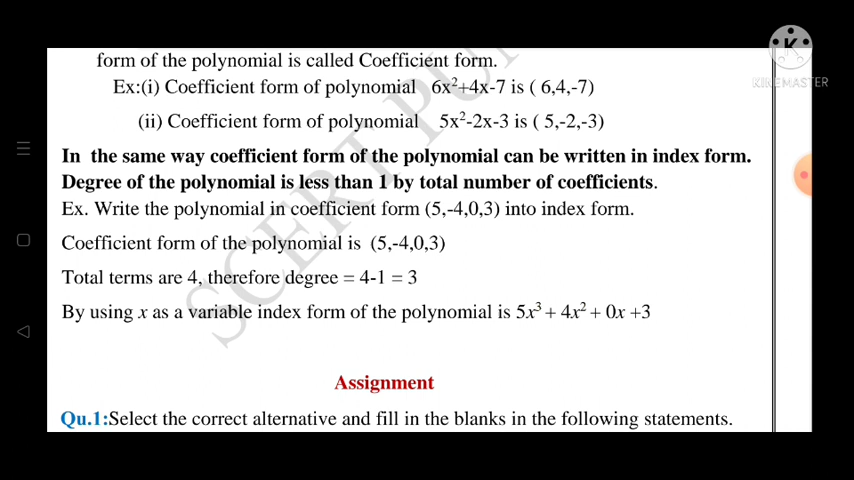 form of the polynomial is called Coefficient form.
KINEMASTER
Ex:(i) Coefficient form of polynomial 6x²+4x-7 is ( 6,4,-7)
(ii) Coefficient form of polynomial 5x²-2x-3 is ( 5,-2,-3)
In the same way coefficient form of the polynomial can be written in index form.
Degree of the polynomial is less than 1 by total number of coefficients.
Ex. Write the polynomial in coefficient form (5,-4,0,3) into index form.
Coefficient form of the polynomial is (5,-4,0,3)
Total terms are 4, therefore degree = 4-1 = 3
By using x as a variable index form of the polynomial is 5x³ + 4x² + 0x +3
Assignment
Qu.1:Select the correct alternative and fill in the blanks in the following statements.
SCERT